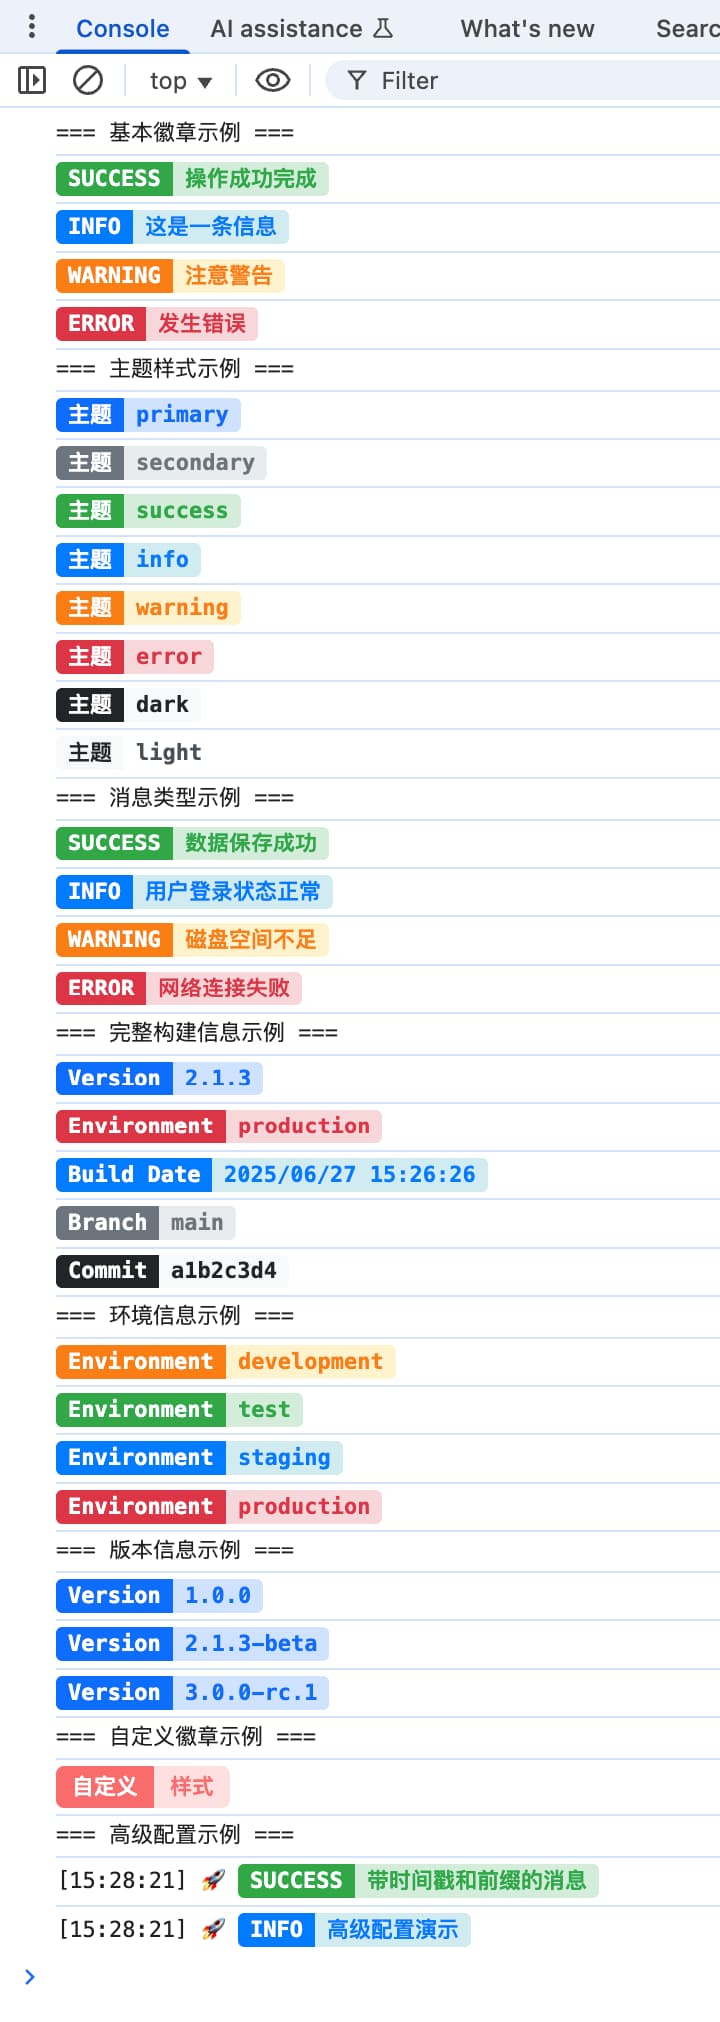 Console AI assistance What's new Searc
top Filter
=== 基本徽章示例 ===
SUCCESS 操作成功完成
INFO 这是一条信息
WARNING 注意警告
ERROR 发生错误
=== 主题样式示例 ===
主题 primary
主题 secondary
主题 success
主题 info
主题 warning
主题 error
主题 dark
主题 light
=== 消息类型示例 ===
SUCCESS 数据保存成功
INFO 用户登录状态正常
WARNING 磁盘空间不足
ERROR 网络连接失败
=== 完整构建信息示例 ===
Version 2.1.3
Environment production
Build Date 2025/06/27 15:26:26
Branch main
Commit a1b2c3d4
=== 环境信息示例 ===
Environment development
Environment test
Environment staging
Environment production
=== 版本信息示例 ===
Version 1.0.0
Version 2.1.3-beta
Version 3.0.0-rc.1
=== 自定义徽章示例 ===
自定义 样式
=== 高级配置示例 ===
[15:28:21] 🚀 SUCCESS 带时间戳和前缀的消息
[15:28:21] 🚀 INFO 高级配置演示